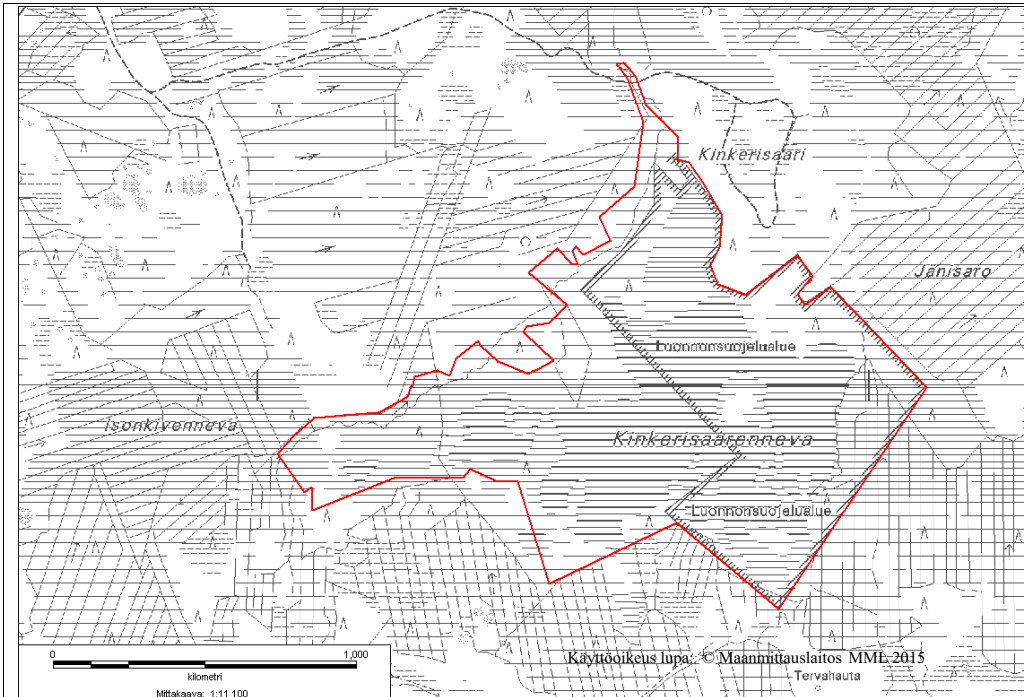 Kinkerisaari
Jänisaro
Luonnonsuojelualue
Isonkivenneva
Kinkerisaarenneva
Luonnonsuojelualue
0 1,000
kilometri
Mittakaava: 1:11 100
Käyttöoikeus lupa: © Maanmittauslaitos MML 2015
Tervahauta